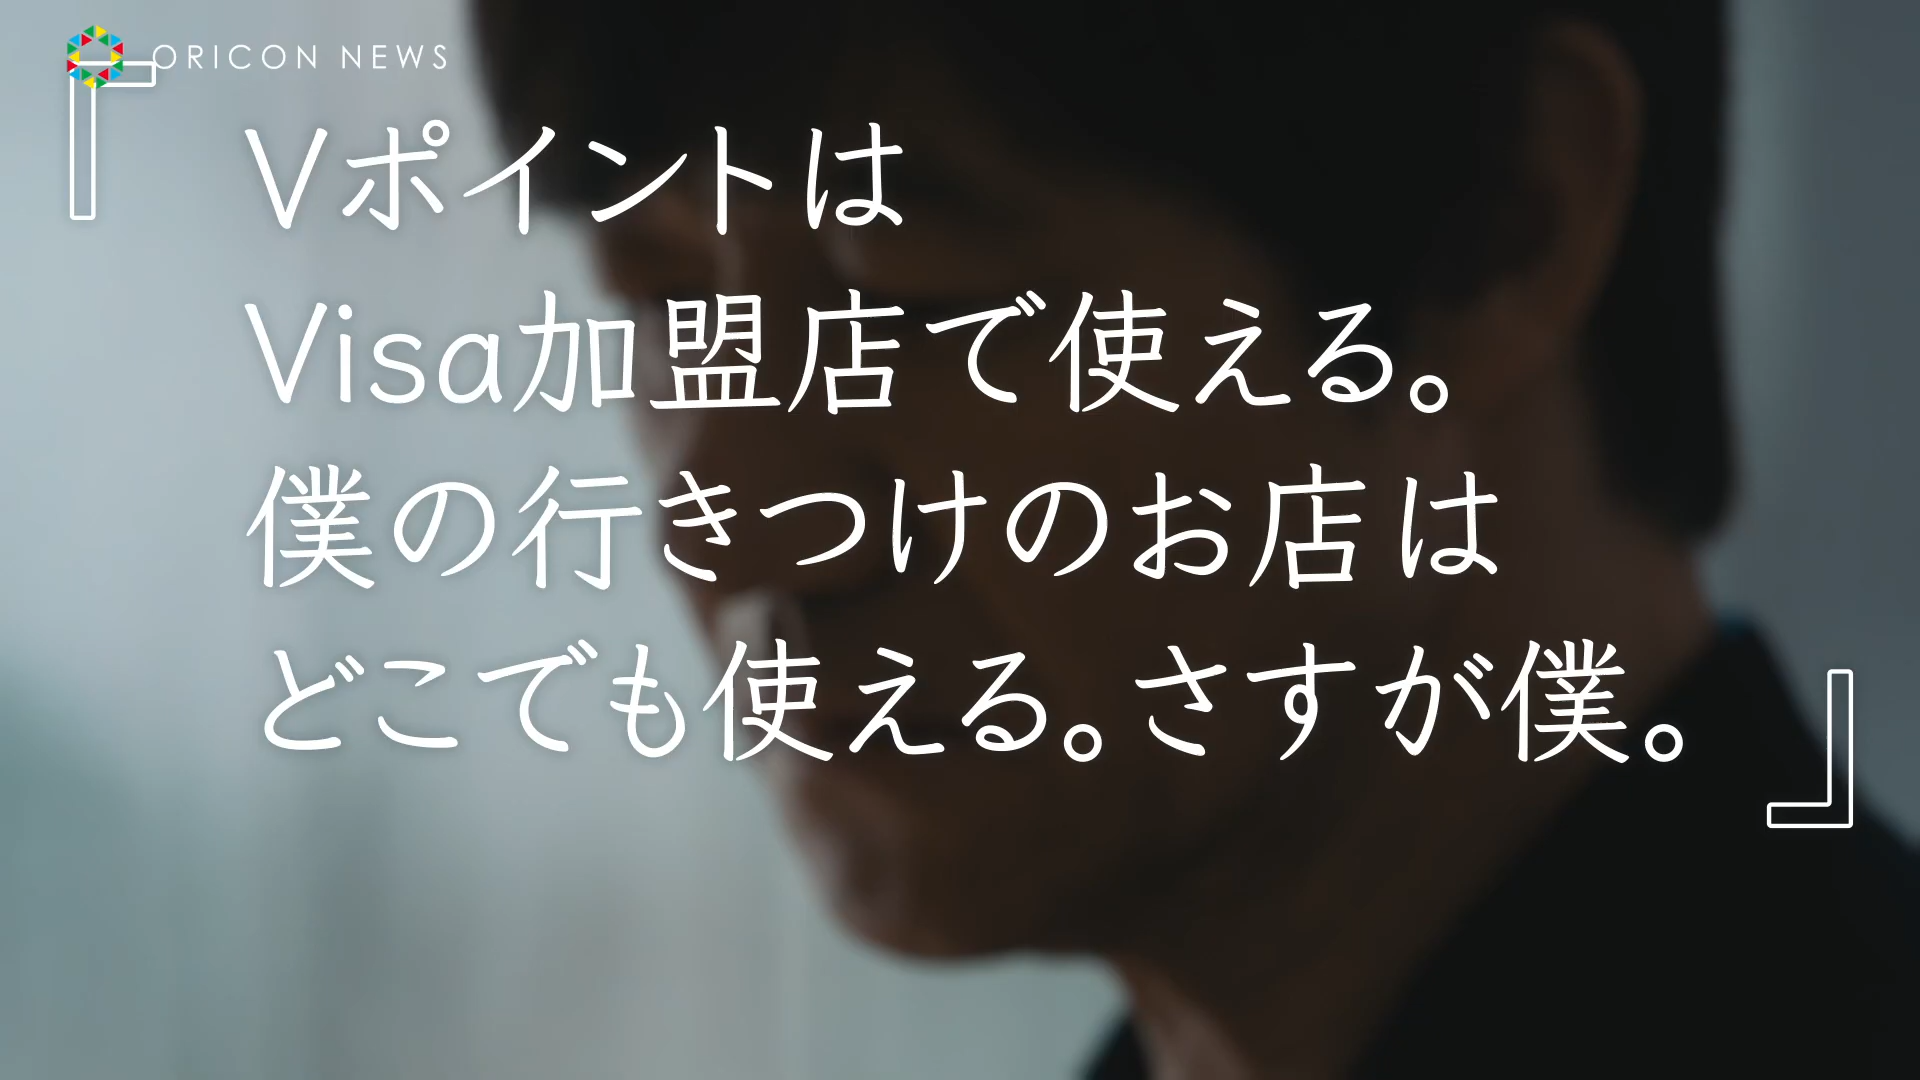 ORICON NEWS
『Vポイントは
Visa加盟店で使える。
僕の行きつけのお店は
どこでも使える。さすが僕。』